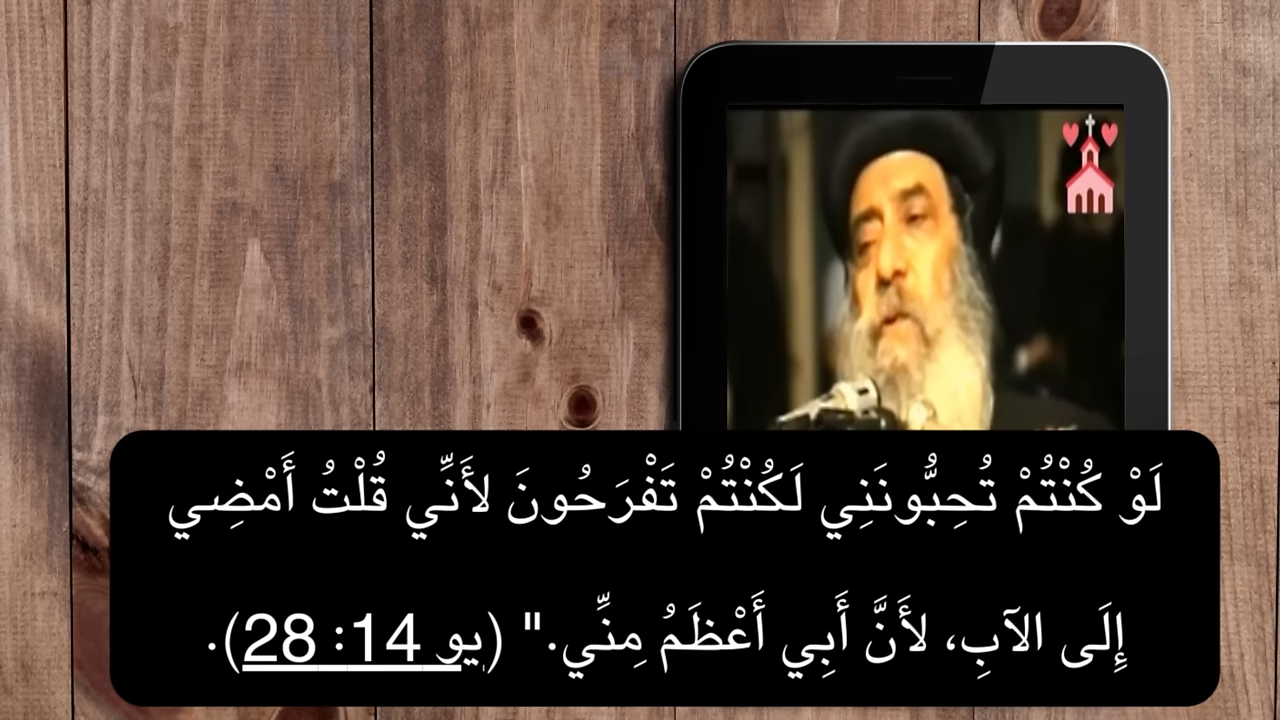 لَوْ كُنْتُمْ تُحِبُّونَنِي لَكُنْتُمْ تَفْرَحُونَ لأَنِّي قُلْتُ أَمْضِي
إِلَى الآبِ، لأَنَّ أَبِي أَعْظَمُ مِنِّي." (يو 14: 28).